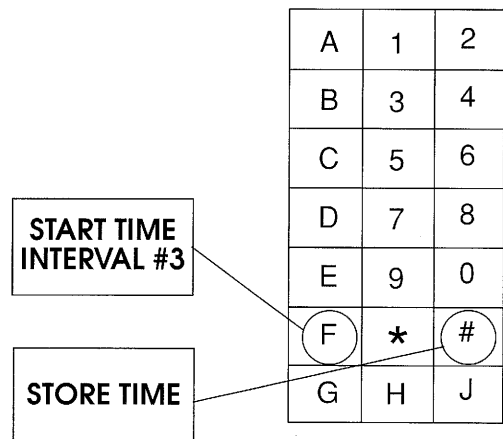 A 1 2
B 3 4
C 5 6
D 7 8
E 9 0
F * #
G H J
START TIME
INTERVAL #3
STORE TIME